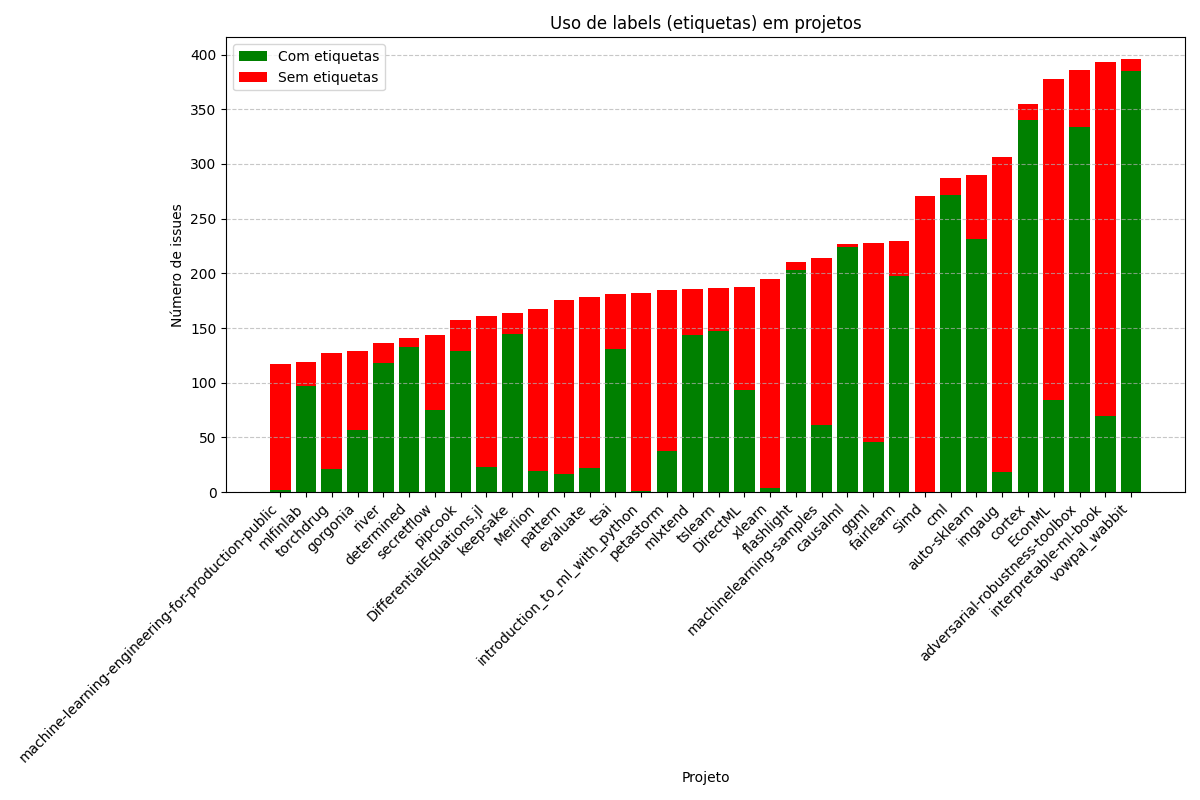 Uso de labels (etiquetas) em projetos
Com etiquetas
Sem etiquetas
Número de issues
400
350
300
250
200
150
100
50
0
machine-learning-engineering-for-production-public
mlfinlab
torchdrug
gorgonia
river
determined
secretflow
pipcook
DifferentialEquations.jl
keepsake
Merlion
pattern
evaluate
tsai
introduction_to_ml_with_python
petastorm
mlxtend
tslearn
DirectML
xlearn
flashlight
machinelearning-samples
causalml
ggml
fairlearn
Simd
cml
auto-sklearn
imgaug
cortex
EconML
adversarial-robustness-toolbox
interpretable-ml-book
vowpal_wabbit
Projeto